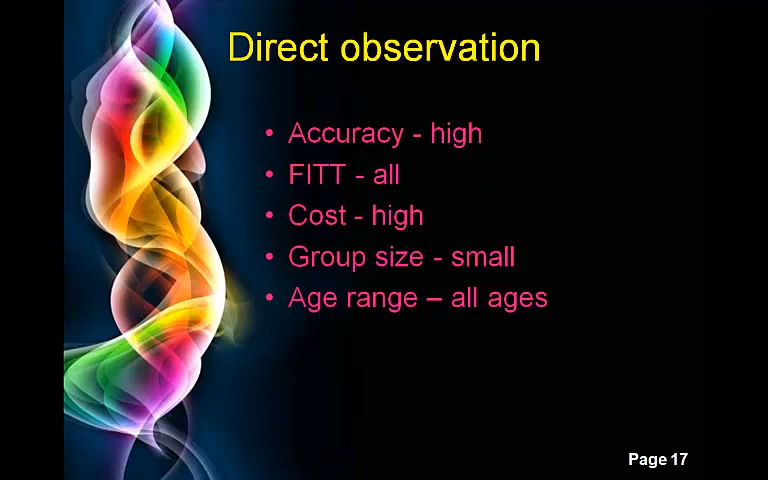 Direct observation
• Accuracy - high
• FITT - all
• Cost - high
• Group size - small
• Age range – all ages
Page 17